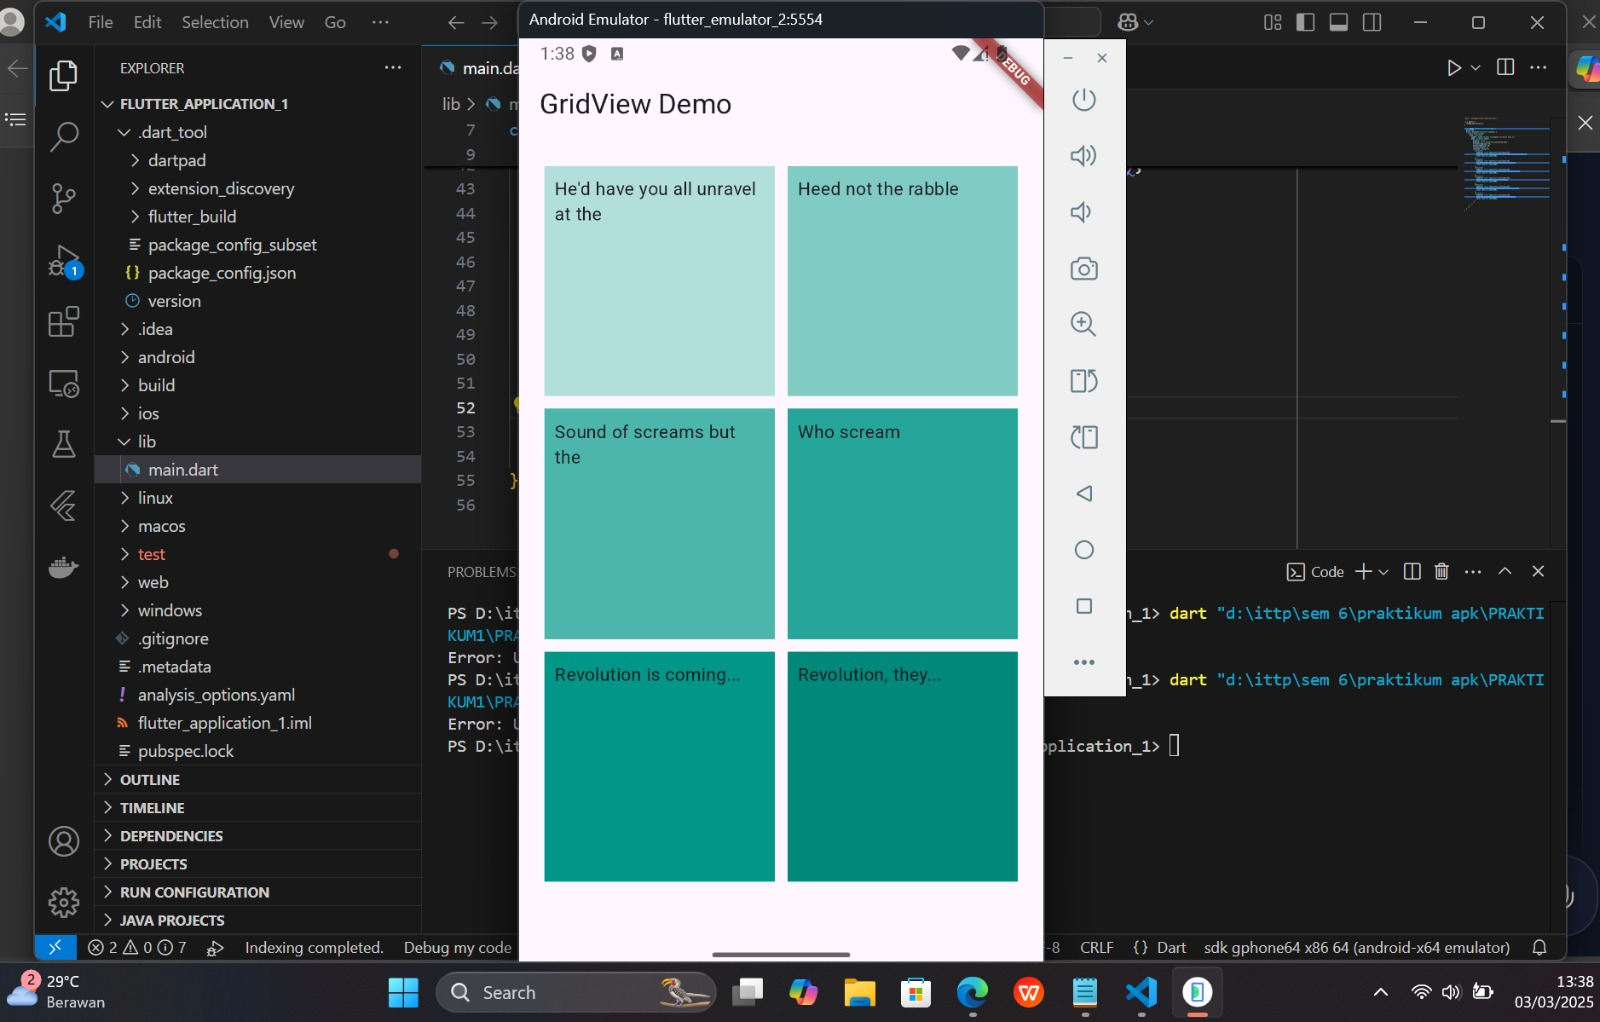 File Edit Selection View Go ···
Android Emulator - flutter_emulator_2:5554
EXPLORER
FLUTTER_APPLICATION_1
.dart_tool
dartpad
extension_discovery
flutter_build
package_config_subset
{} package_config.json
version
.idea
android
build
ios
lib
main.dart
linux
macos
test
web
windows
.gitignore
.metadata
! analysis_options.yaml
flutter_application_1.iml
pubspec.lock
OUTLINE
TIMELINE
DEPENDENCIES
PROJECTS
RUN CONFIGURATION
JAVA PROJECTS
1
main.da
lib >
7
9
43
44
45
46
47
48
49
50
51
52
53
54
55 }
56
1:38
GridView Demo
He'd have you all unravel
at the
Heed not the rabble
Sound of screams but
the
Who scream
Revolution is coming...
Revolution, they...
PROBLEMS
Code
PS D:\it
n_1> dart "d:\ittp\sem 6\praktikum apk\PRAKTI
KUM1\PRA
Error: U
PS D:\it
n_1> dart "d:\ittp\sem 6\praktikum apk\PRAKTI
KUM1\PRA
Error: U
PS D:\it
pplication_1>
2 0 7
Indexing completed.
Debug my code
-8 CRLF {} Dart sdk gphone64 x86 64 (android-x64 emulator)
2
29°C
Berawan
Search
13:38
03/03/2025